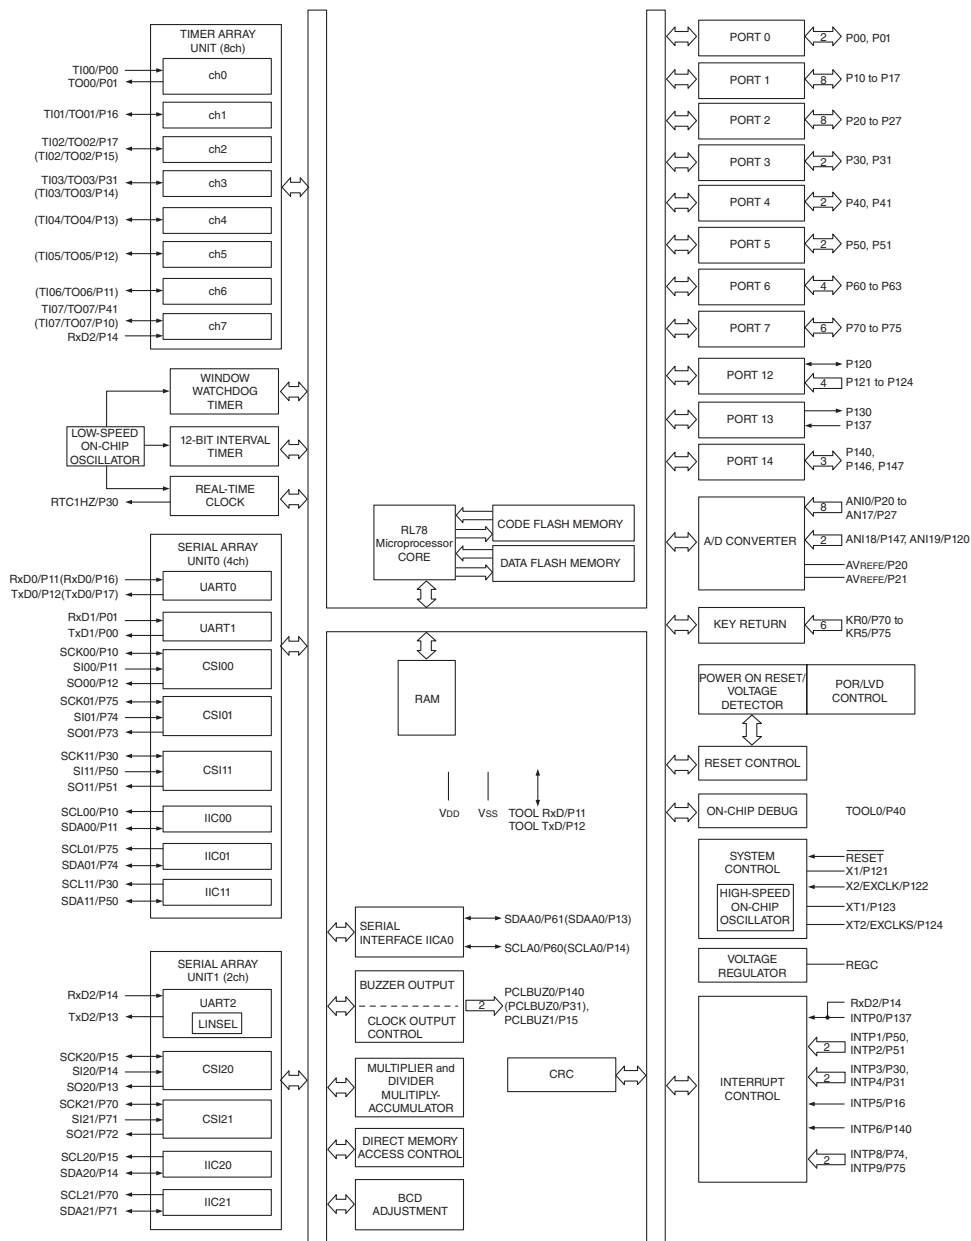 TIMER ARRAY
UNIT (8ch)
TI00/P00
TO00/P01
ch0
TI01/TO01/P16
ch1
TI02/TO02/P17
(TI02/TO02/P15)
ch2
TI03/TO03/P31
(TI03/TO03/P14)
ch3
(TI04/TO04/P13)
ch4
(TI05/TO05/P12)
ch5
(TI06/TO06/P11)
ch6
TI07/TO07/P41
(TI07/TO07/P10)
RxD2/P14
ch7
WINDOW
WATCHDOG
TIMER
LOW-SPEED
ON-CHIP
OSCILLATOR
12-BIT INTERVAL
TIMER
REAL-TIME
CLOCK
RTC1HZ/P30
SERIAL ARRAY
UNIT0 (4ch)
RxD0/P11(RxD0/P16)
TxD0/P12(TxD0/P17)
UART0
RxD1/P01
TxD1/P00
UART1
SCK00/P10
SI00/P11
SO00/P12
CSI00
SCK01/P75
SI01/P74
SO01/P73
CSI01
SCK11/P30
SI11/P50
SO11/P51
CSI11
SCL00/P10
SDA00/P11
IIC00
SCL01/P75
SDA01/P74
IIC01
SCL11/P30
SDA11/P50
IIC11
SERIAL ARRAY
UNIT1 (2ch)
RxD2/P14
TxD2/P13
UART2
LINSEL
SCK20/P15
SI20/P14
SO20/P13
CSI20
SCK21/P70
SI21/P71
SO21/P72
CSI21
SCL20/P15
SDA20/P14
IIC20
SCL21/P70
SDA21/P71
IIC21
RL78
Microprocessor
CORE
CODE FLASH MEMORY
DATA FLASH MEMORY
RAM
VDD
VSS
TOOL RxD/P11
TOOL TxD/P12
SERIAL
INTERFACE IICA0
SDAA0/P61(SDAA0/P13)
SCLA0/P60(SCLA0/P14)
BUZZER OUTPUT
CLOCK OUTPUT
CONTROL
2
PCLBUZ0/P140
(PCLBUZ0/P31),
PCLBUZ1/P15
MULTIPLIER and
DIVIDER
MULTIPLY-
ACCUMULATOR
CRC
DIRECT MEMORY
ACCESS CONTROL
BCD
ADJUSTMENT
PORT 0
2
P00, P01
PORT 1
8
P10 to P17
PORT 2
8
P20 to P27
PORT 3
2
P30, P31
PORT 4
2
P40, P41
PORT 5
2
P50, P51
PORT 6
4
P60 to P63
PORT 7
6
P70 to P75
PORT 12
P120
4
P121 to P124
PORT 13
P130
P137
PORT 14
3
P140,
P146, P147
A/D CONVERTER
8
ANI0/P20 to
AN17/P27
2
ANI18/P147, ANI19/P120
AVREFE/P20
AVREFE/P21
KEY RETURN
6
KR0/P70 to
KR5/P75
POWER ON RESET/
VOLTAGE
DETECTOR
POR/LVD
CONTROL
RESET CONTROL
ON-CHIP DEBUG
TOOL0/P40
SYSTEM
CONTROL
HIGH-SPEED
ON-CHIP
OSCILLATOR
RESET
X1/P121
X2/EXCLK/P122
XT1/P123
XT2/EXCLKS/P124
VOLTAGE
REGULATOR
REGC
INTERRUPT
CONTROL
RxD2/P14
INTP0/P137
2
INTP1/P50,
INTP2/P51
2
INTP3/P30,
INTP4/P31
INTP5/P16
INTP6/P140
2
INTP8/P74,
INTP9/P75